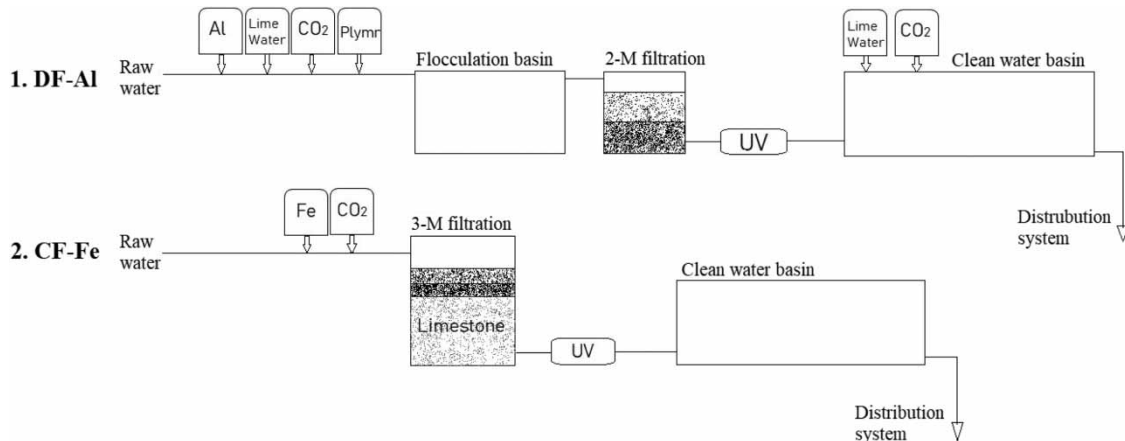 Al
Lime
Water
CO2
Plymr
Lime
Water
CO2
1. DF-Al
Raw
water
Flocculation basin
2-M filtration
Clean water basin
UV
Distrubution
system
Fe
CO2
2. CF-Fe
Raw
water
3-M filtration
Clean water basin
Limestone
UV
Distribution
system